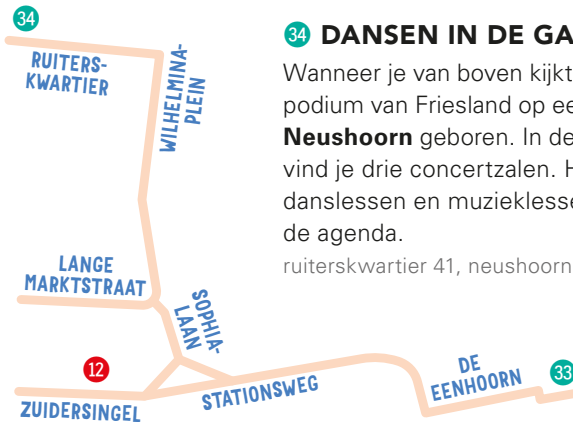 34
RUITERS-
KWARTIER
WILHELMINA-
PLEIN
LANGE
MARKTSTRAAT
SOPHIA-
LAAN
12
ZUIDERSINGEL
STATIONSWEG
DE
EENHOORN
33
34 DANSEN IN DE GA
Wanneer je van boven kijkt
podium van Friesland op ee
Neushoorn geboren. In de
vind je drie concertzalen. H
danslessen en muzieklesse
de agenda.
ruiterskwartier 41, neushoorn